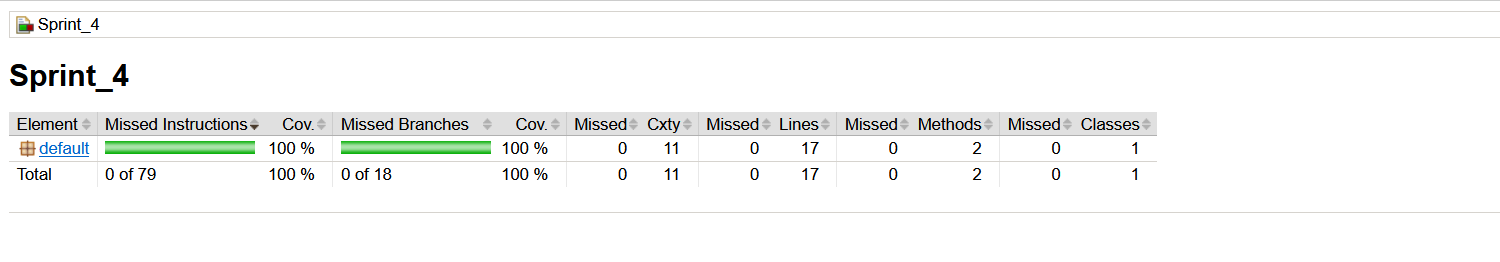 Sprint_4
Sprint_4
Element Missed Instructions Cov. Missed Branches Cov. Missed Cxty Missed Lines Missed Methods Missed Classes
default 100 % 100 % 0 11 0 17 0 2 0 1
Total 0 of 79 100 % 0 of 18 100 % 0 11 0 17 0 2 0 1